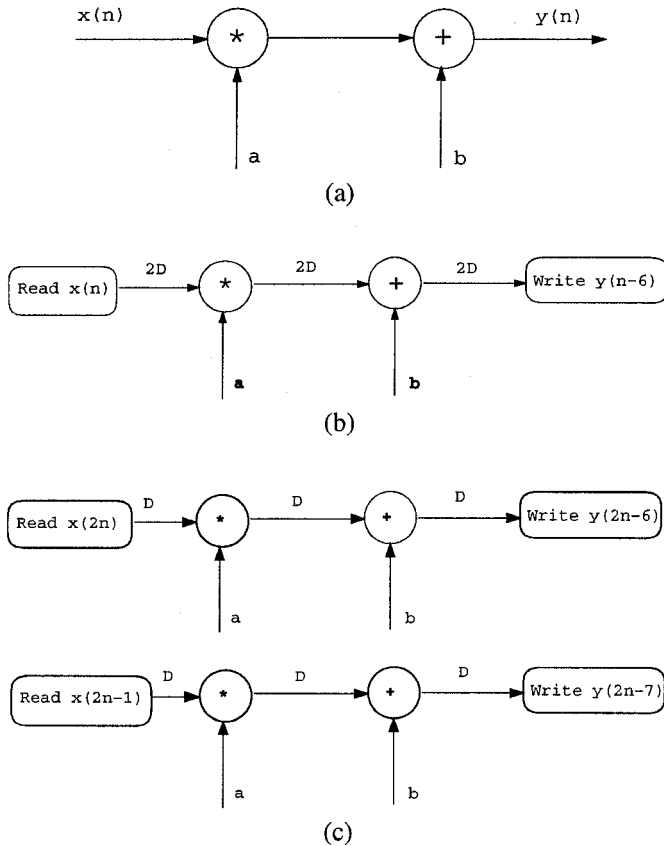 x(n) * + y(n)
a b
(a)
2D 2D 2D
Read x(n) * + Write y(n-6)
a b
(b)
D D D
Read x(2n) * + Write y(2n-6)
a b
D D D
Read x(2n-1) * + Write y(2n-7)
a b
(c)